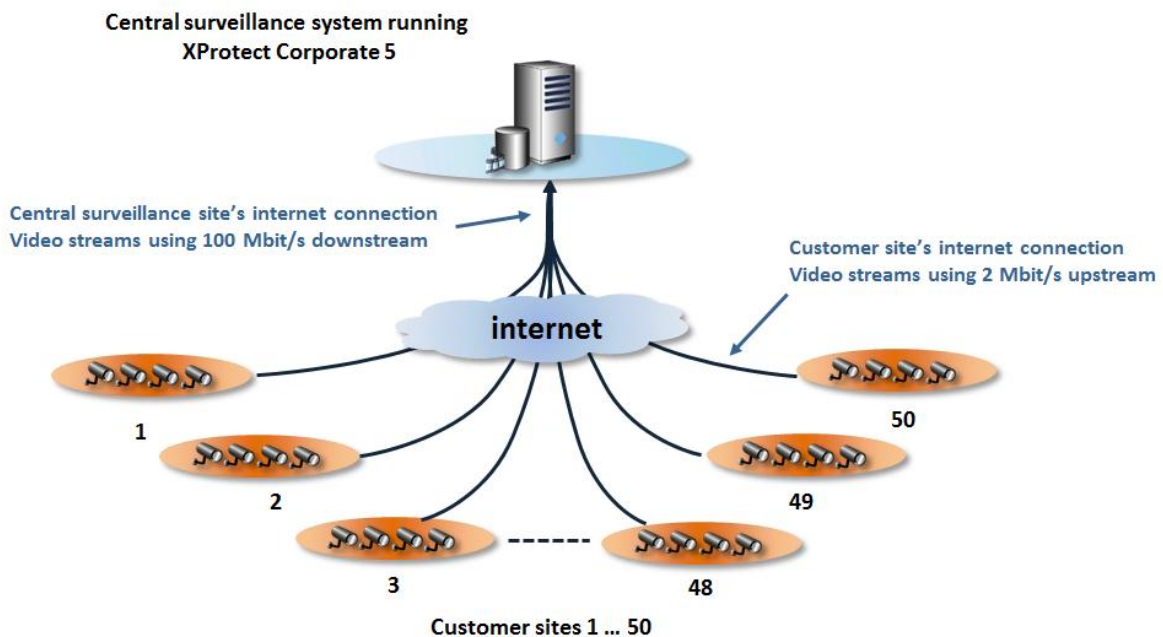 Central surveillance system running
XProtect Corporate 5
Central surveillance site's internet connection
Video streams using 100 Mbit/s downstream
Customer site's internet connection
Video streams using 2 Mbit/s upstream
internet
1
50
2
49
3
48
Customer sites 1 ... 50